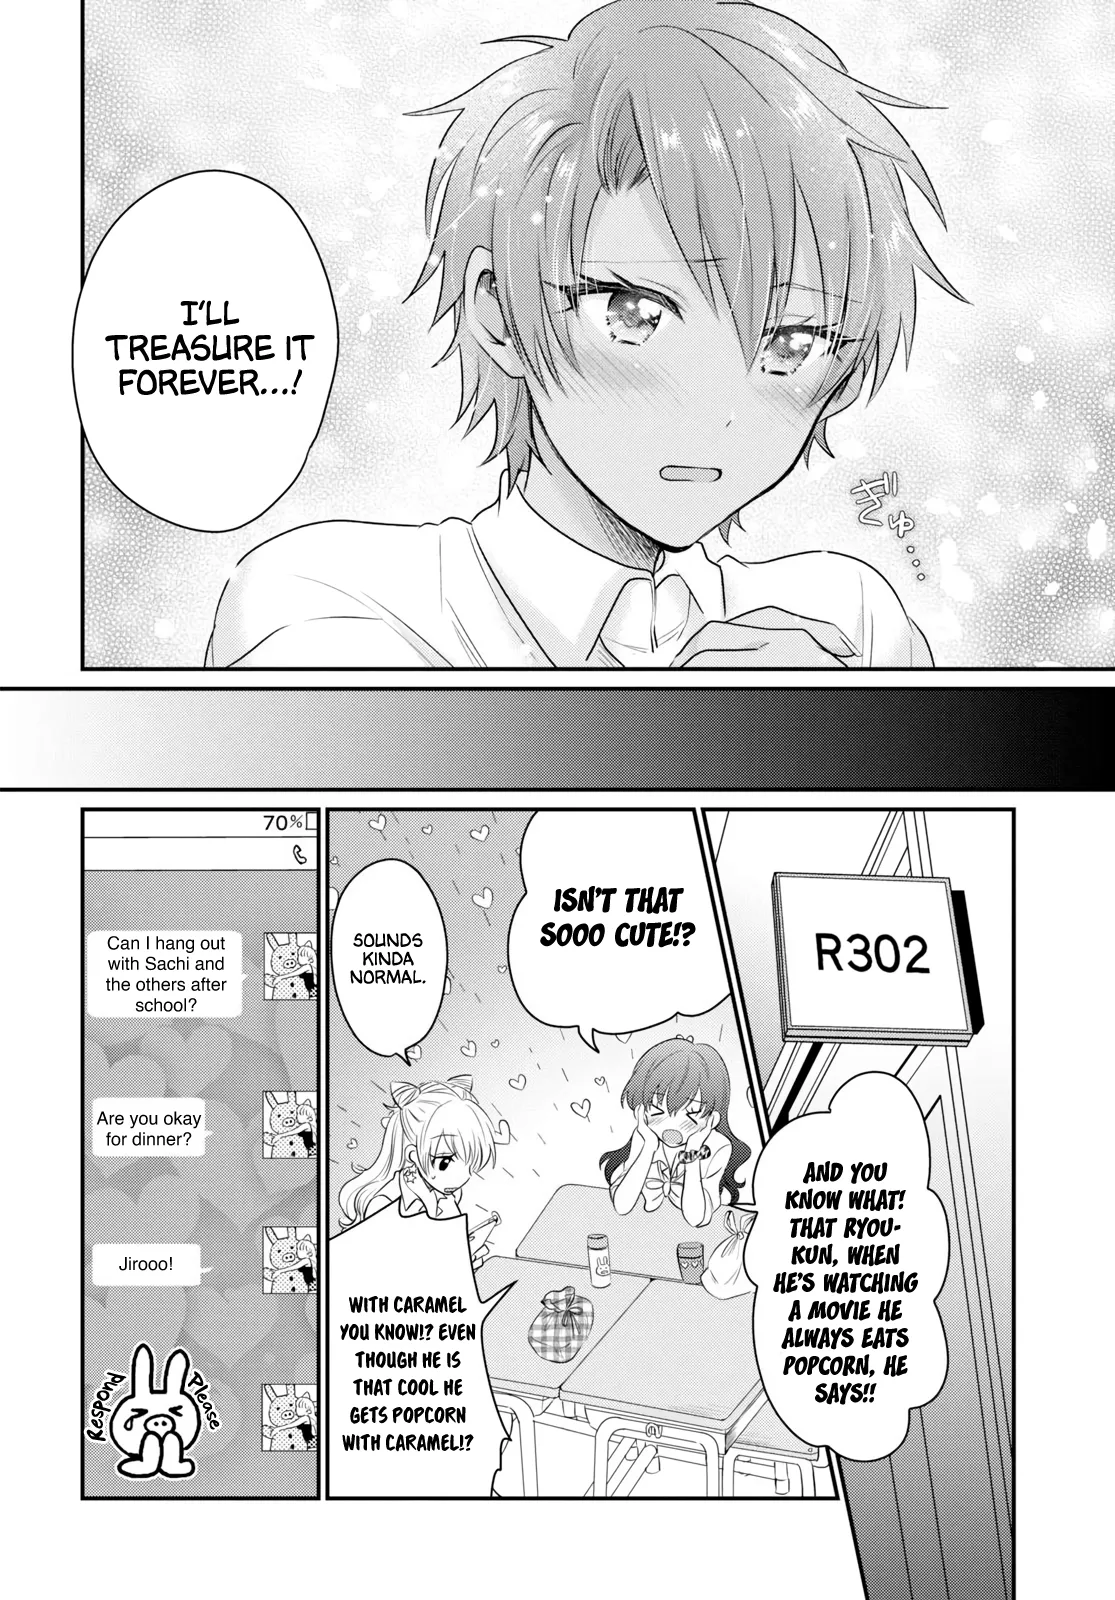 I'LL
TREASURE IT
FOREVER...!
ぎゅ…
R302
AND YOU
KNOW WHAT!
THAT RYOU-
KUN, WHEN
HE'S WATCHING
A MOVIE HE
ALWAYS EATS
POPCORN, HE
SAYS!!
ISN'T THAT
SOOO CUTE!?
SOUNDS
KINDA
NORMAL.
WITH CARAMEL
YOU KNOW!? EVEN
THOUGH HE IS
THAT COOL HE
GETS POPCORN
WITH CARAMEL!?
70%
Can I hang out
with Sachi and
the others after
school?
Are you okay
for dinner?
Jirooo!
Respond
Please